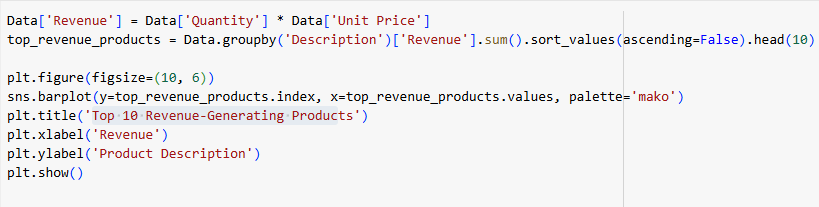 Data['Revenue'] = Data['Quantity'] * Data['Unit Price']
top_revenue_products = Data.groupby('Description')['Revenue'].sum().sort_values(ascending=False).head(10)
plt.figure(figsize=(10, 6))
sns.barplot(y=top_revenue_products.index, x=top_revenue_products.values, palette='mako')
plt.title('Top 10 Revenue-Generating Products')
plt.xlabel('Revenue')
plt.ylabel('Product Description')
plt.show()